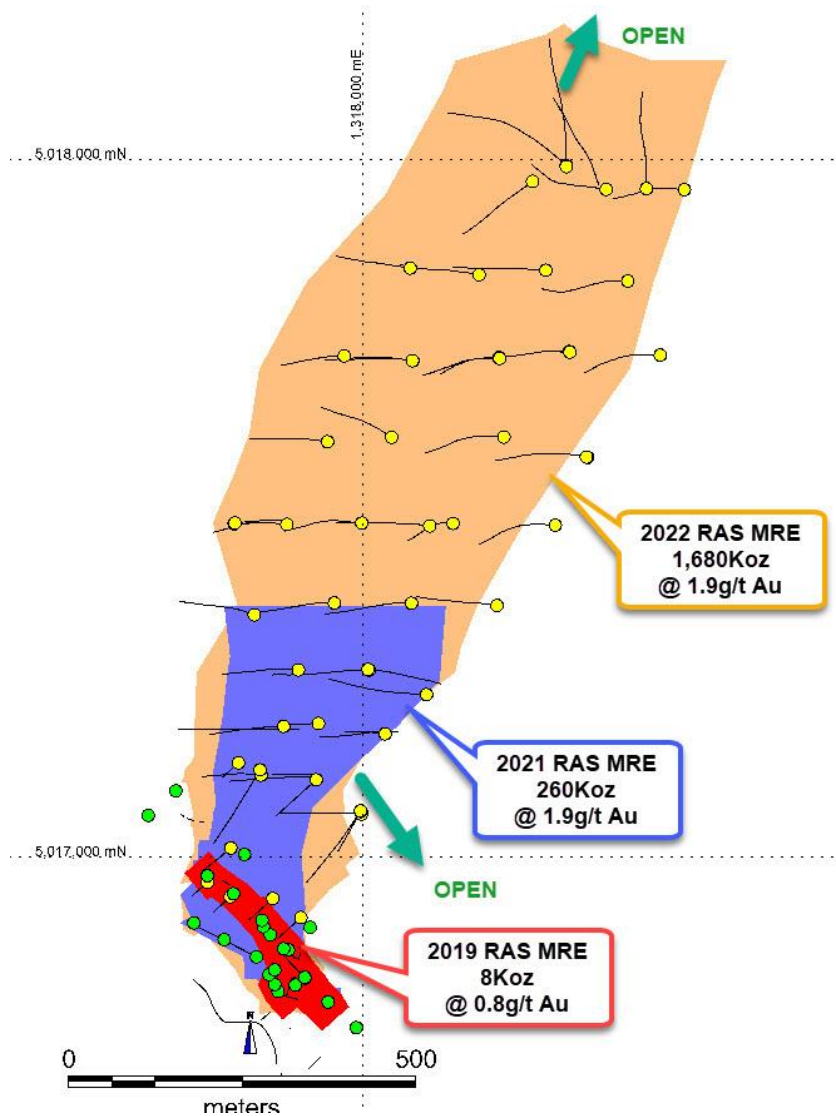 OPEN
1,318,000 mE
5,018,000 mN
2022 RAS MRE
1,680Koz
@ 1.9g/t Au
2021 RAS MRE
260Koz
@ 1.9g/t Au
5,017,000 mN
OPEN
2019 RAS MRE
8Koz
@ 0.8g/t Au
N
0
500
meters